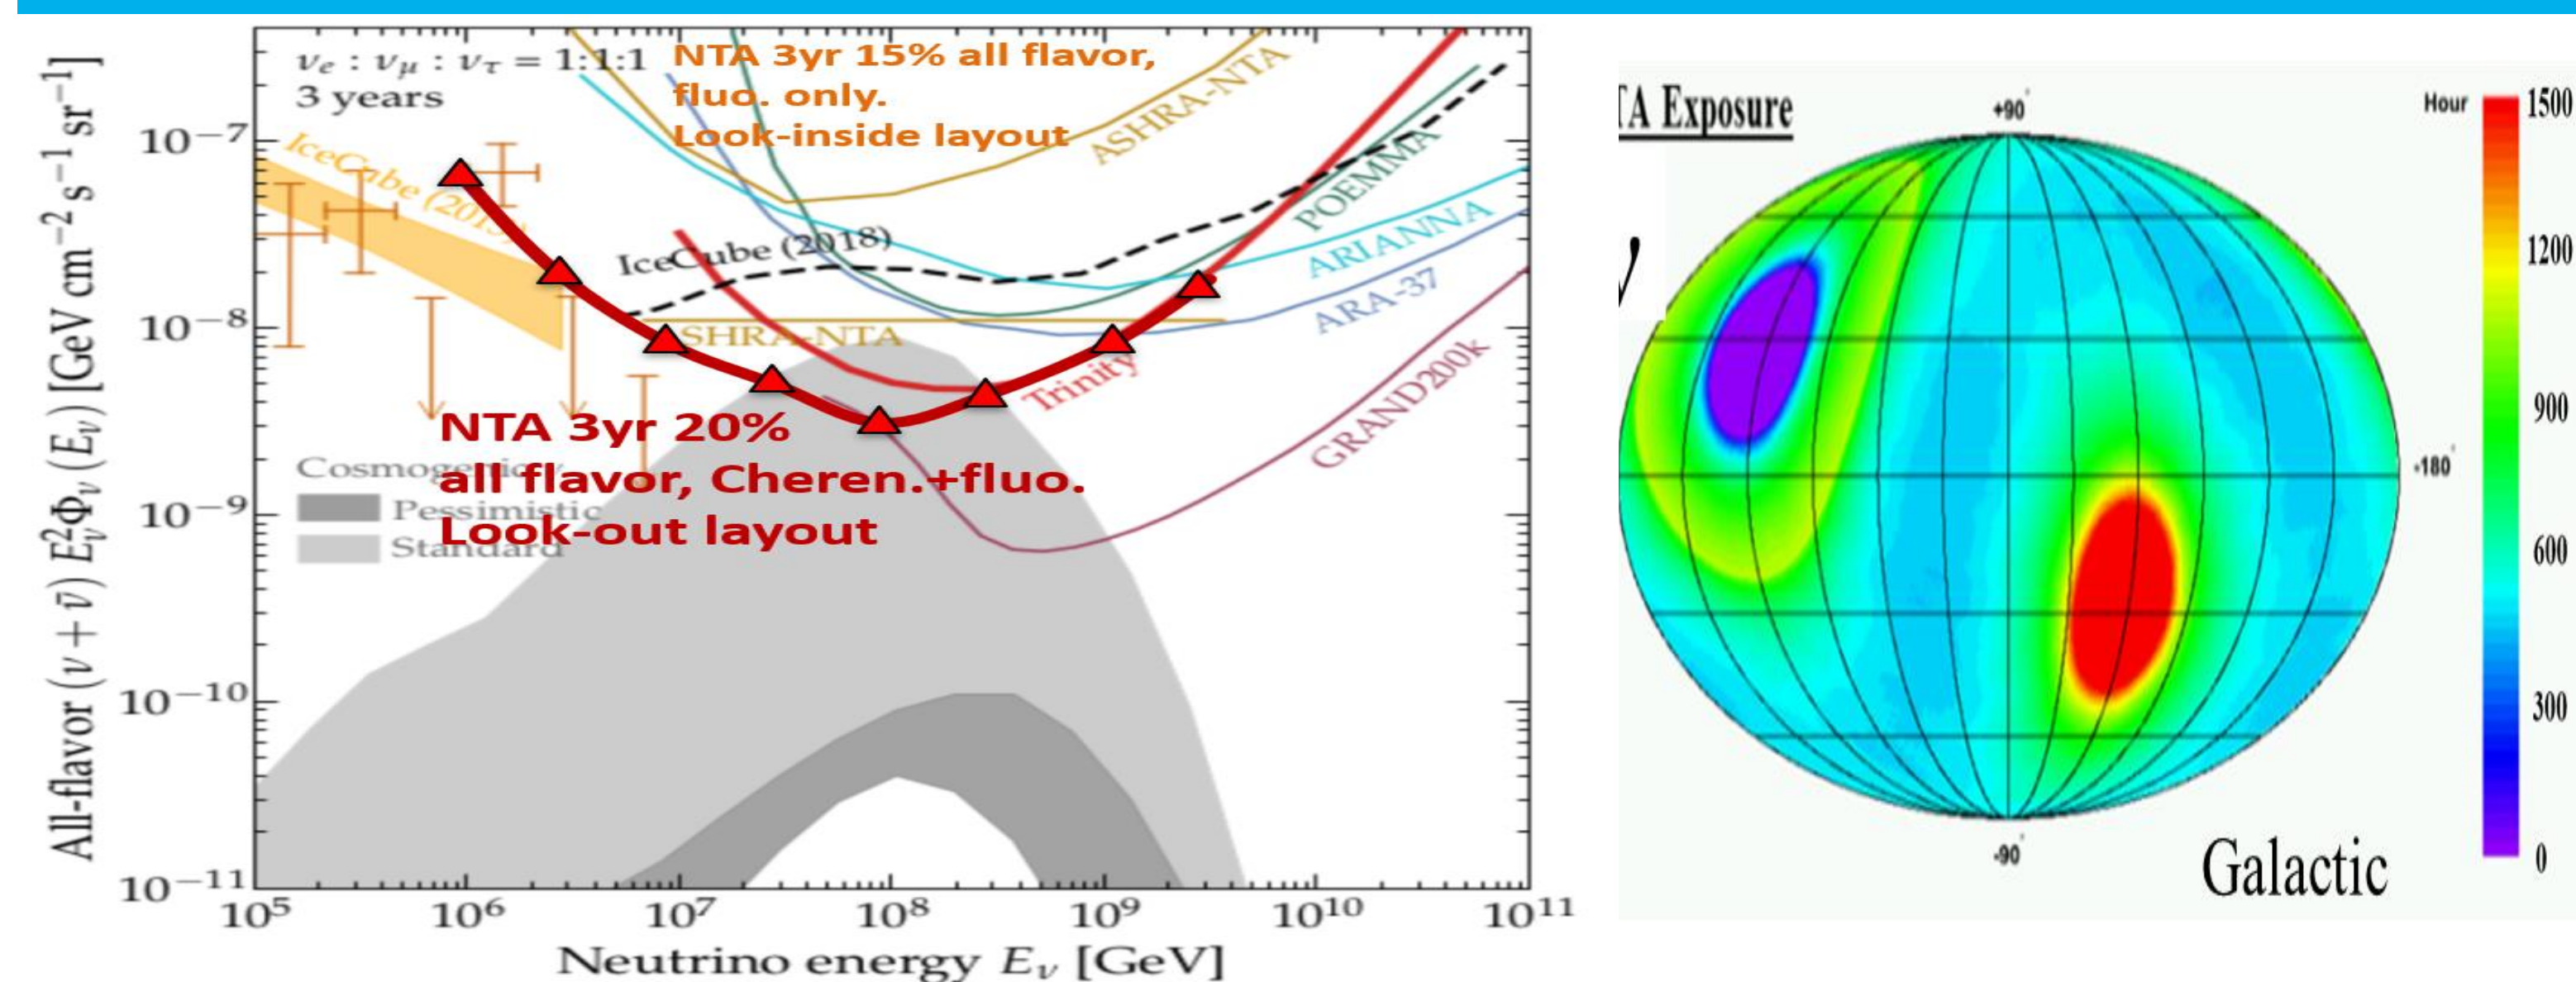 νe : νμ : ντ = 1:1:1
3 years
NTA 3yr 15% all flavor,
fluo. only.
Look-inside layout
ASHRA-NTA
IceCube (2018)
POEMMA
ARIANNA
ARA-37
SHRA-NTA
Trinity
GRAND200k
NTA 3yr 20%
all flavor, Cheren.+fluo.
Look-out layout
Pessimistic
Standard
10⁻⁷
10⁻⁸
10⁻⁹
10⁻¹⁰
10⁻¹¹
All-flavor (ν + ν̄) E²νΦν (Eν) [GeV cm⁻² s⁻¹ sr⁻¹]
10⁵ 10⁶ 10⁷ 10⁸ 10⁹ 10¹⁰ 10¹¹
Neutrino energy Eν [GeV]
TA Exposure
+90°
-180°
-90°
Galactic
Hour
1500
1200
900
600
300
0